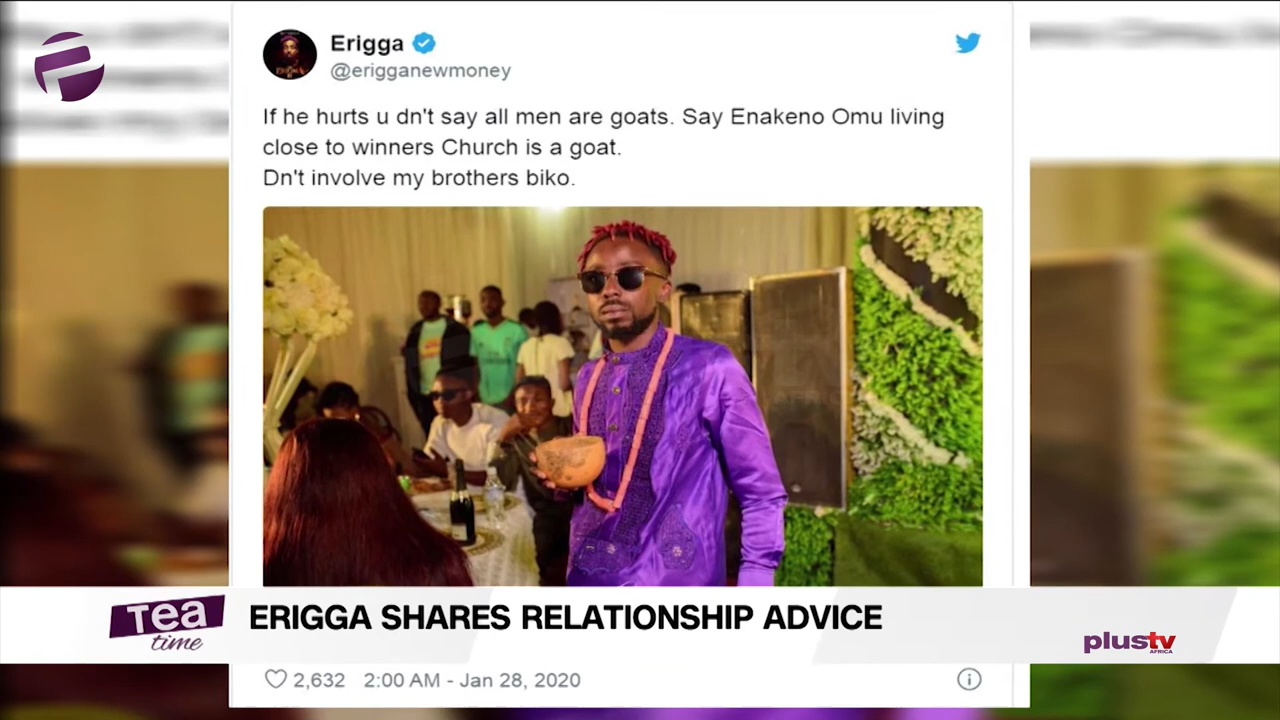 Erigga
@erigganewmoney
If he hurts u dn't say all men are goats. Say Enakeno Omu living
close to winners Church is a goat.
Dn't involve my brothers biko.
Tea
time
ERIGGA SHARES RELATIONSHIP ADVICE
plustv
AFRICA
2,632 2:00 AM - Jan 28, 2020